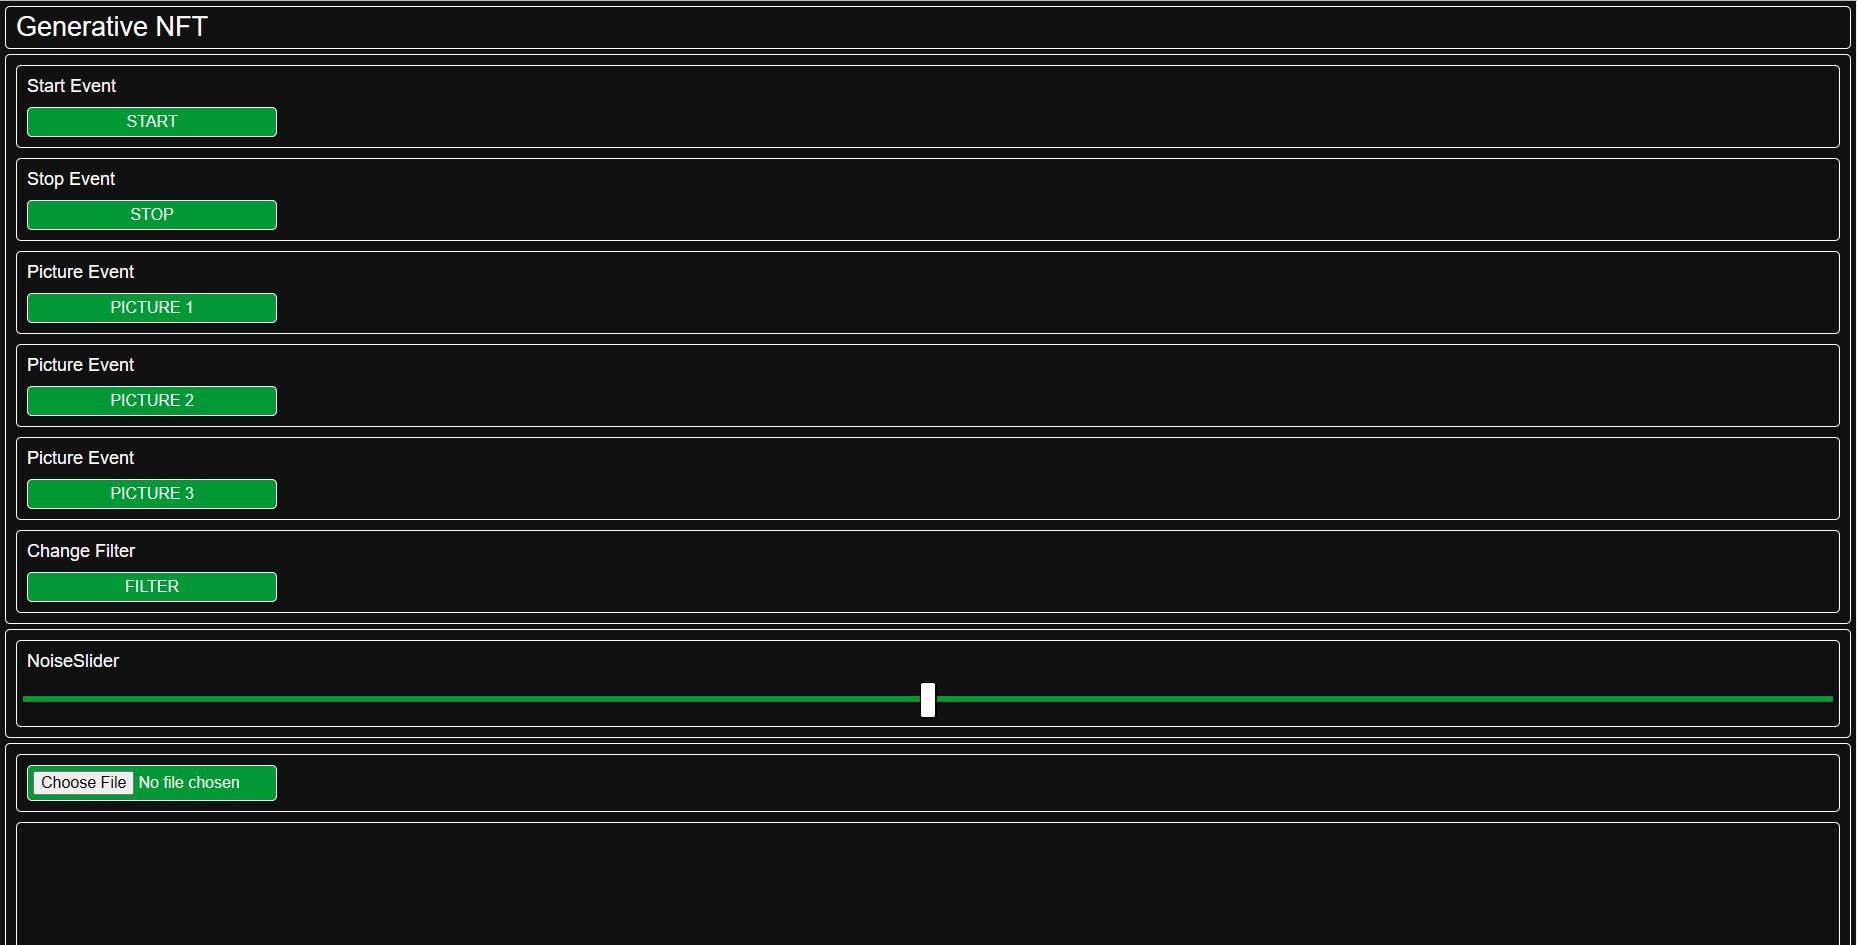 Generative NFT
Start Event
START
Stop Event
STOP
Picture Event
PICTURE 1
Picture Event
PICTURE 2
Picture Event
PICTURE 3
Change Filter
FILTER
NoiseSlider
Choose File No file chosen